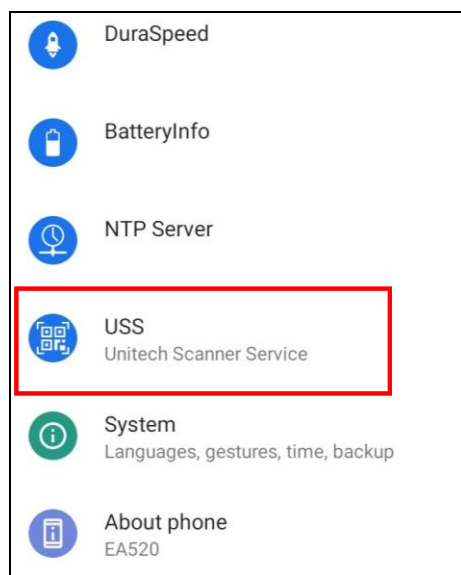 DuraSpeed
BatteryInfo
NTP Server
USS
Unitech Scanner Service
System
Languages, gestures, time, backup
About phone
EA520